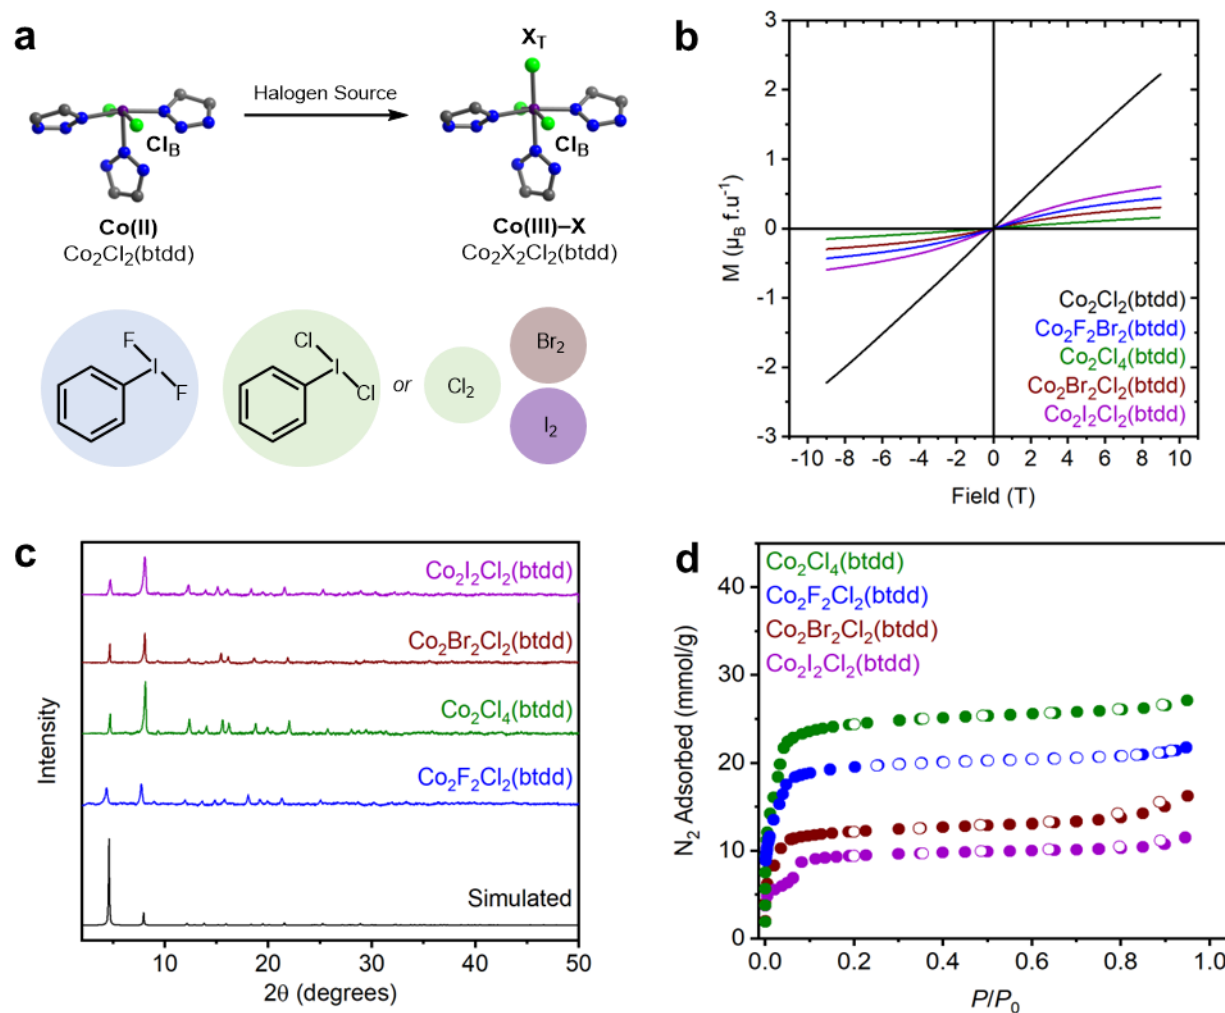 a
X_T
Halogen Source
Cl_B
Cl_B
Co(II)
Co(III)–X
Co₂Cl₂(btdd)
Co₂X₂Cl₂(btdd)
F
I
F
Cl
I
Cl
or
Cl₂
Br₂
I₂
b
3
2
1
0
-1
-2
-3
M (μ_B f.u⁻¹)
Co₂Cl₂(btdd)
Co₂F₂Br₂(btdd)
Co₂Cl₄(btdd)
Co₂Br₂Cl₂(btdd)
Co₂I₂Cl₂(btdd)
-10 -8 -6 -4 -2 0 2 4 6 8 10
Field (T)
c
Co₂I₂Cl₂(btdd)
Co₂Br₂Cl₂(btdd)
Co₂Cl₄(btdd)
Co₂F₂Cl₂(btdd)
Simulated
Intensity
10 20 30 40 50
2θ (degrees)
d
Co₂Cl₄(btdd)
Co₂F₂Cl₂(btdd)
Co₂Br₂Cl₂(btdd)
Co₂I₂Cl₂(btdd)
40
30
20
10
0
N₂ Adsorbed (mmol/g)
0.0 0.2 0.4 0.6 0.8 1.0
P/P₀